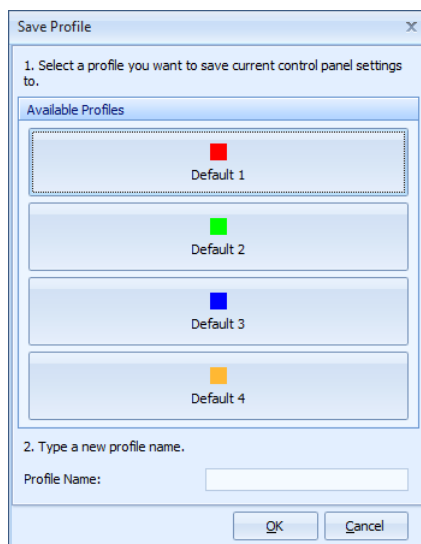 Save Profile
1. Select a profile you want to save current control panel settings
to.
Available Profiles
Default 1
Default 2
Default 3
Default 4
2. Type a new profile name.
Profile Name:
OK Cancel